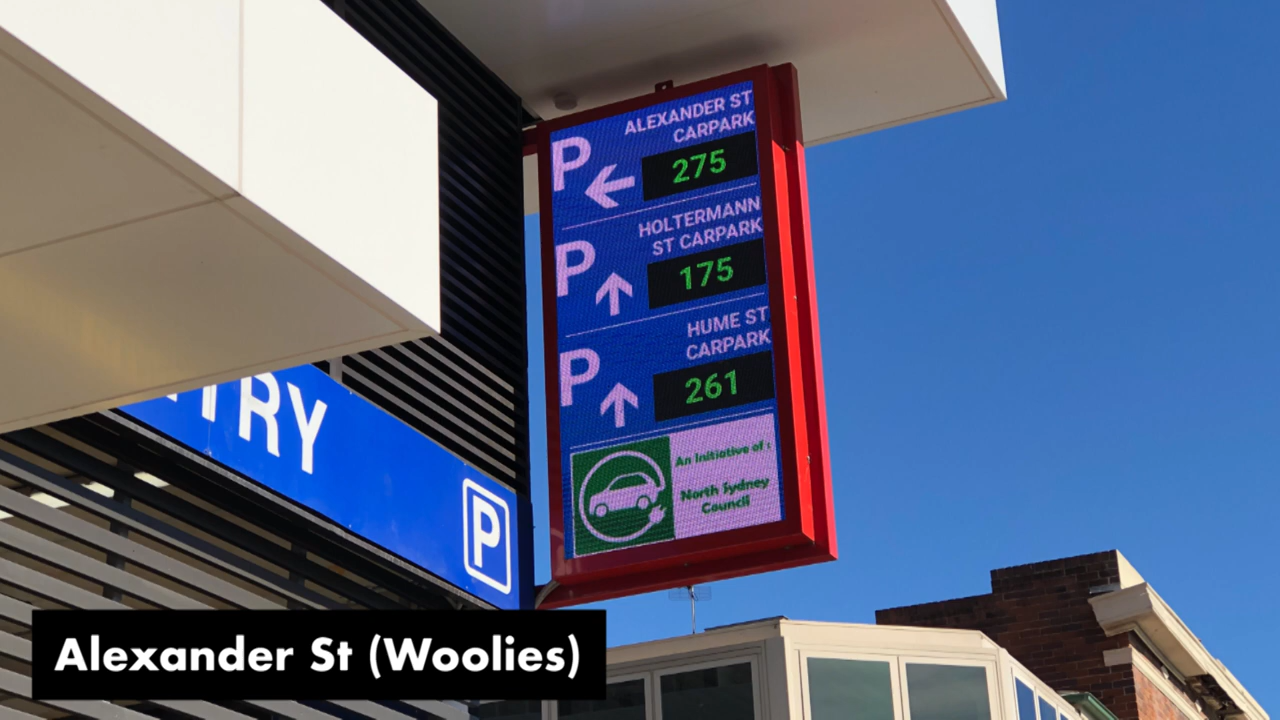 ALEXANDER ST
CARPARK
P
275
HOLTERMANN
ST CARPARK
P
175
HUME ST
CARPARK
P
261
An Initiative of :
North Sydney
Council
TRY
P
Alexander St (Woolies)